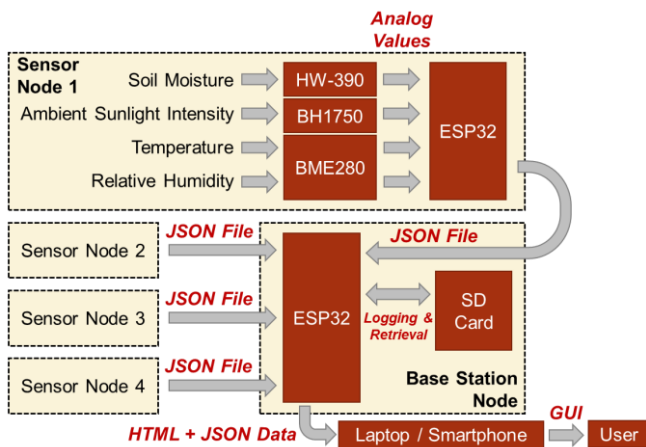 Analog
Values
Sensor
Node 1
Soil Moisture
HW-390
Ambient Sunlight Intensity
BH1750
ESP32
Temperature
BME280
Relative Humidity
JSON File
JSON File
Sensor Node 2
JSON File
Sensor Node 3
ESP32
SD
Card
Logging &
Retrieval
JSON File
Sensor Node 4
Base Station
Node
HTML + JSON Data
Laptop / Smartphone
GUI
User